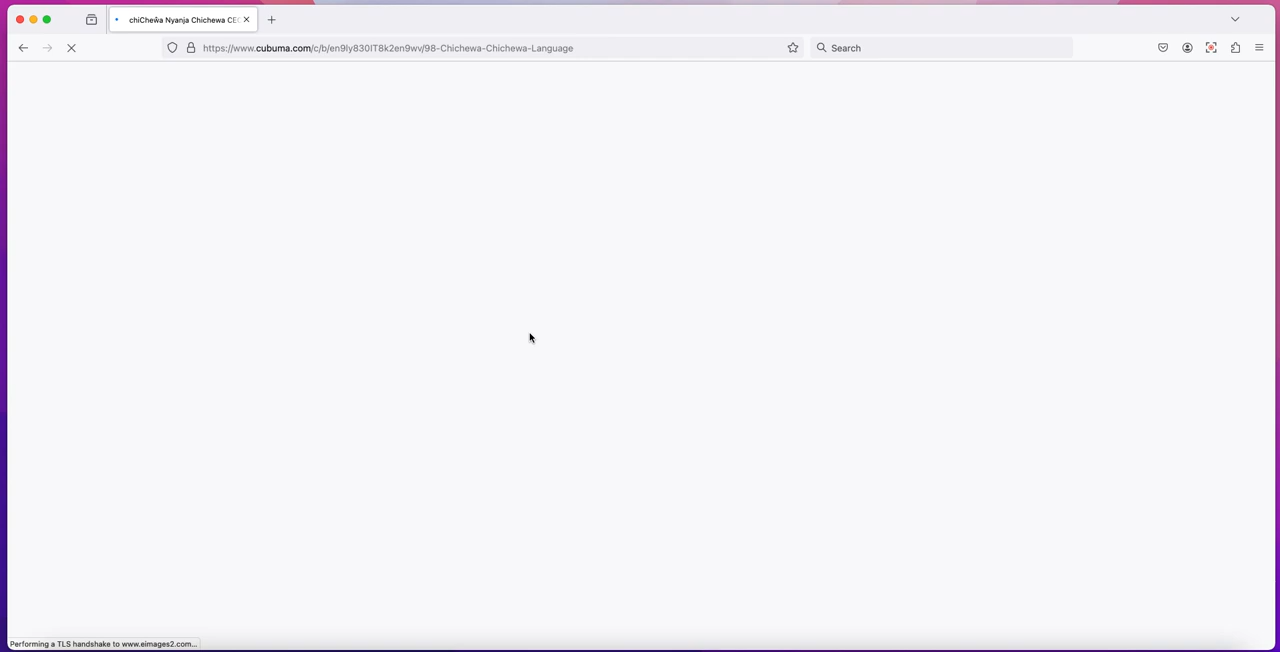 chiCheŵa Nyanja Chichewa CEC
https://www.cubuma.com/c/b/en9ly830IT8k2en9wv/98-Chichewa-Chichewa-Language
Search
Performing a TLS handshake to www.eimages2.com...